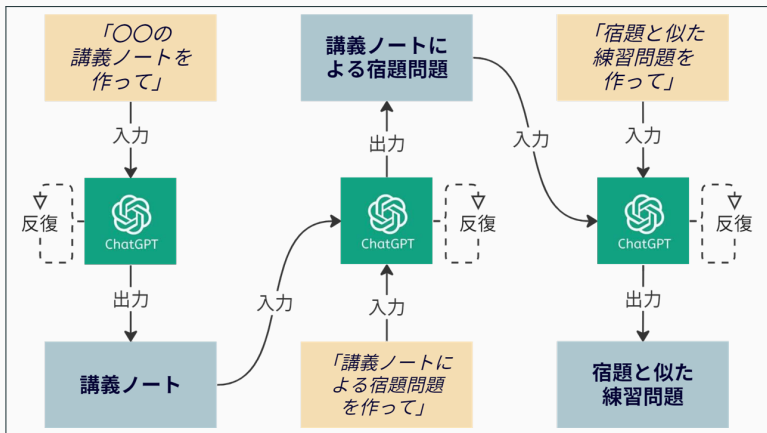 「〇〇の
講義ノートを
作って」
入力
反復
ChatGPT
出力
講義ノート
入力
講義ノートに
よる宿題問題
出力
反復
ChatGPT
入力
「講義ノートに
よる宿題問題
を作って」
入力
「宿題と似た
練習問題を
作って」
入力
反復
ChatGPT
出力
宿題と似た
練習問題